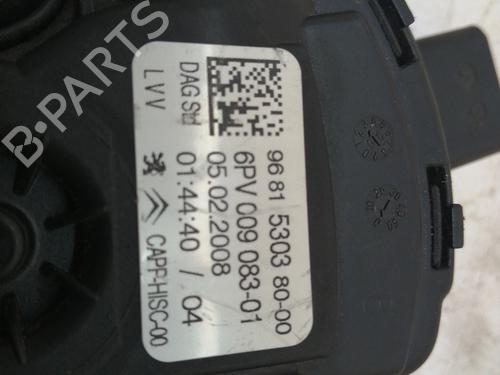 DAG SW
LVV
96 81 5303 80-00
6PV 009 083-01
05.02.2008
01:44:40 / 04
CAPP-HISC-00
B-PARTS